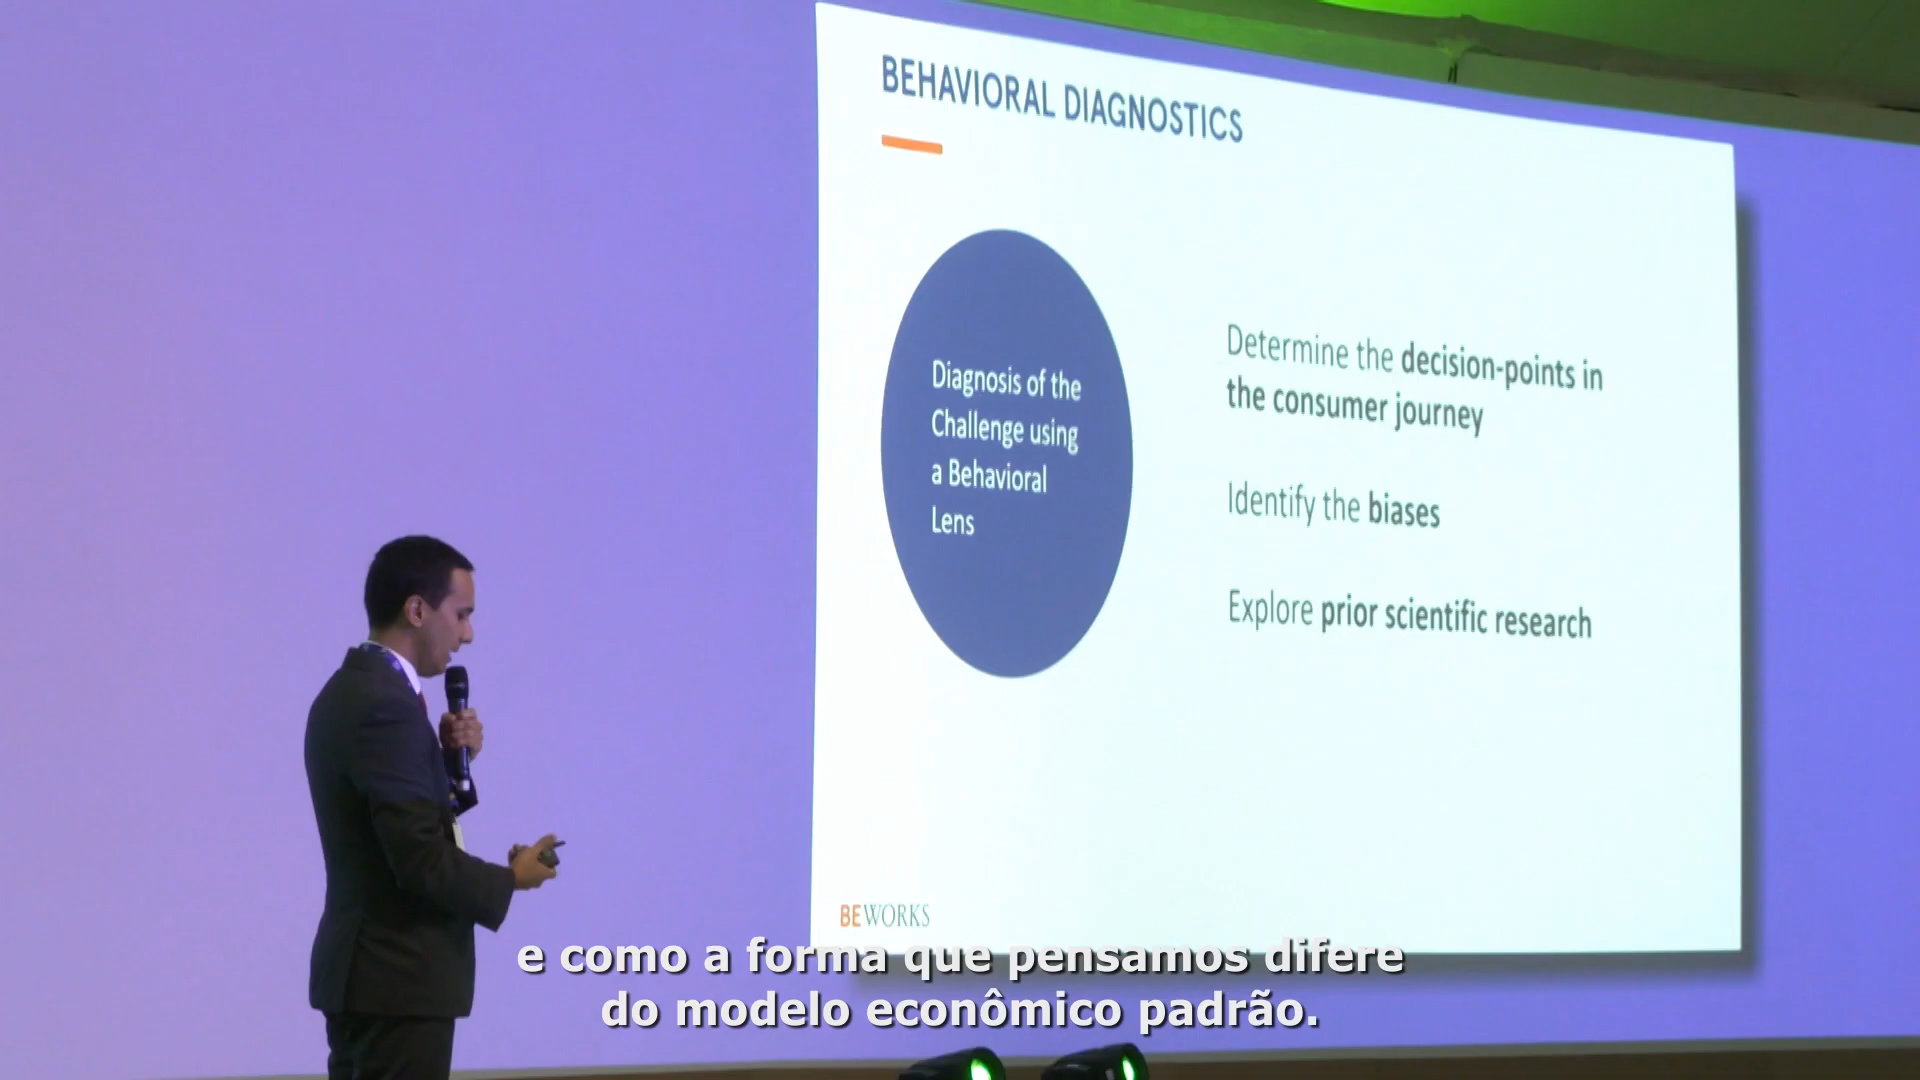 BEHAVIORAL DIAGNOSTICS
Diagnosis of the
Challenge using
a Behavioral
Lens
Determine the decision-points in
the consumer journey
Identify the biases
Explore prior scientific research
BEWORKS
e como a forma que pensamos difere
do modelo econômico padrão.